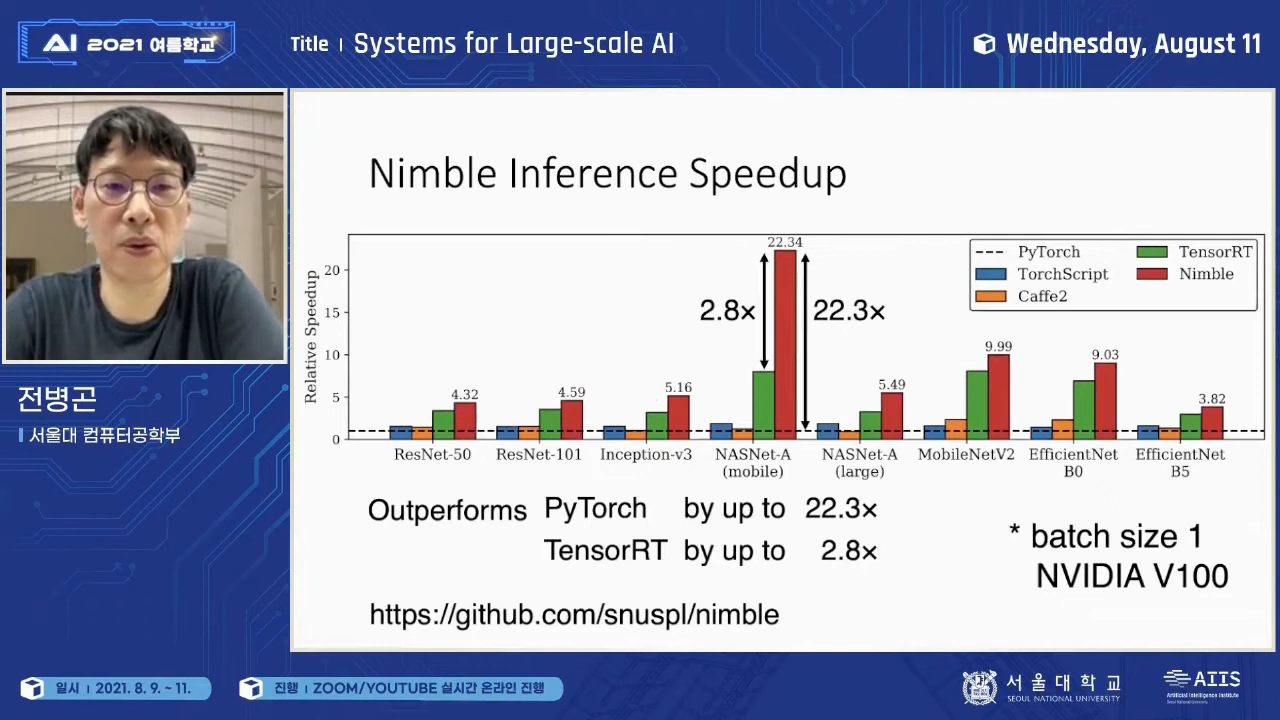 AI 2021 여름학교
Title | Systems for Large-scale AI
Wednesday, August 11
전병곤
서울대 컴퓨터공학부
Nimble Inference Speedup
Relative Speedup
20
15
10
5
0
PyTorch
TorchScript
Caffe2
TensorRT
Nimble
4.32
4.59
5.16
22.34
5.49
9.99
9.03
3.82
2.8×
22.3×
ResNet-50
ResNet-101
Inception-v3
NASNet-A
(mobile)
NASNet-A
(large)
MobileNetV2
EfficientNet
B0
EfficientNet
B5
Outperforms PyTorch by up to 22.3×
TensorRT by up to 2.8×
* batch size 1
NVIDIA V100
https://github.com/snuspl/nimble
일시 | 2021. 8. 9. ~ 11.
진행 | ZOOM/YOUTUBE 실시간 온라인 진행
서울대학교
SEOUL NATIONAL UNIVERSITY
AIIS
Artificial Intelligence Institute
Seoul National University